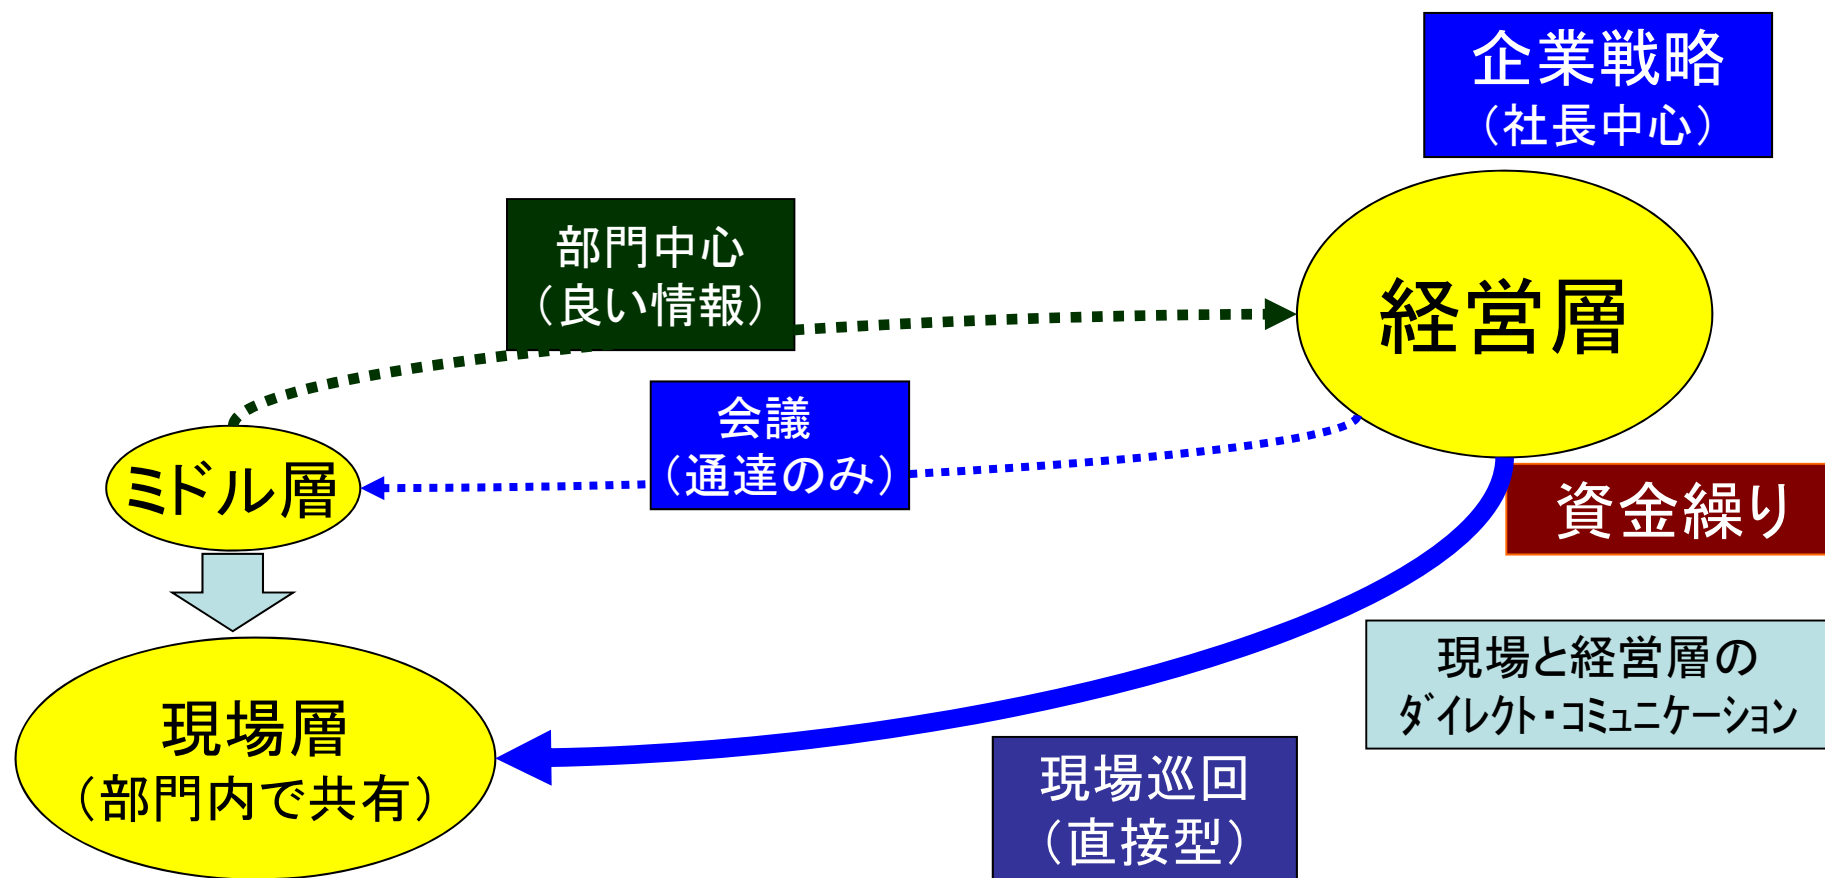 企業戦略
（社長中心）
部門中心
（良い情報）
経営層
会議
（通達のみ）
ミドル層
資金繰り
現場と経営層の
ﾀﾞｲﾚｸﾄ・ｺﾐｭﾆｹｰｼｮﾝ
現場層
（部門内で共有）
現場巡回
（直接型）